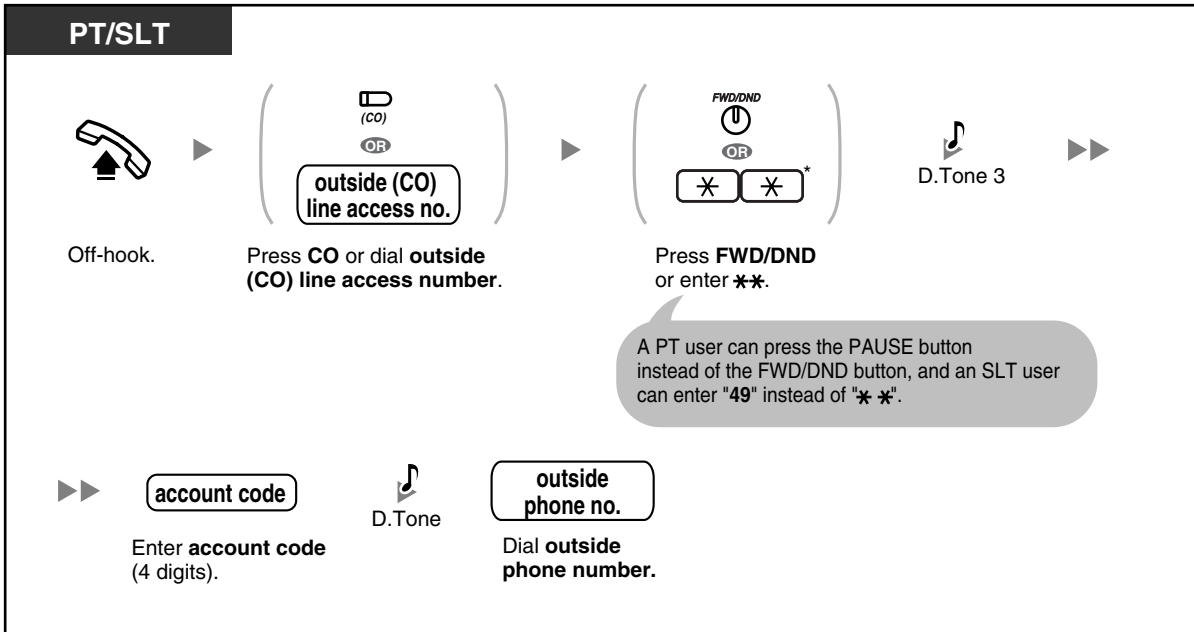 PT/SLT
(CO)
OR
outside (CO)
line access no.
FWD/DND
OR
**
*
D.Tone 3
Off-hook.
Press CO or dial outside
(CO) line access number.
Press FWD/DND
or enter **.
A PT user can press the PAUSE button
instead of the FWD/DND button, and an SLT user
can enter "49" instead of "* *".
account code
D.Tone
outside
phone no.
Enter account code
(4 digits).
Dial outside
phone number.